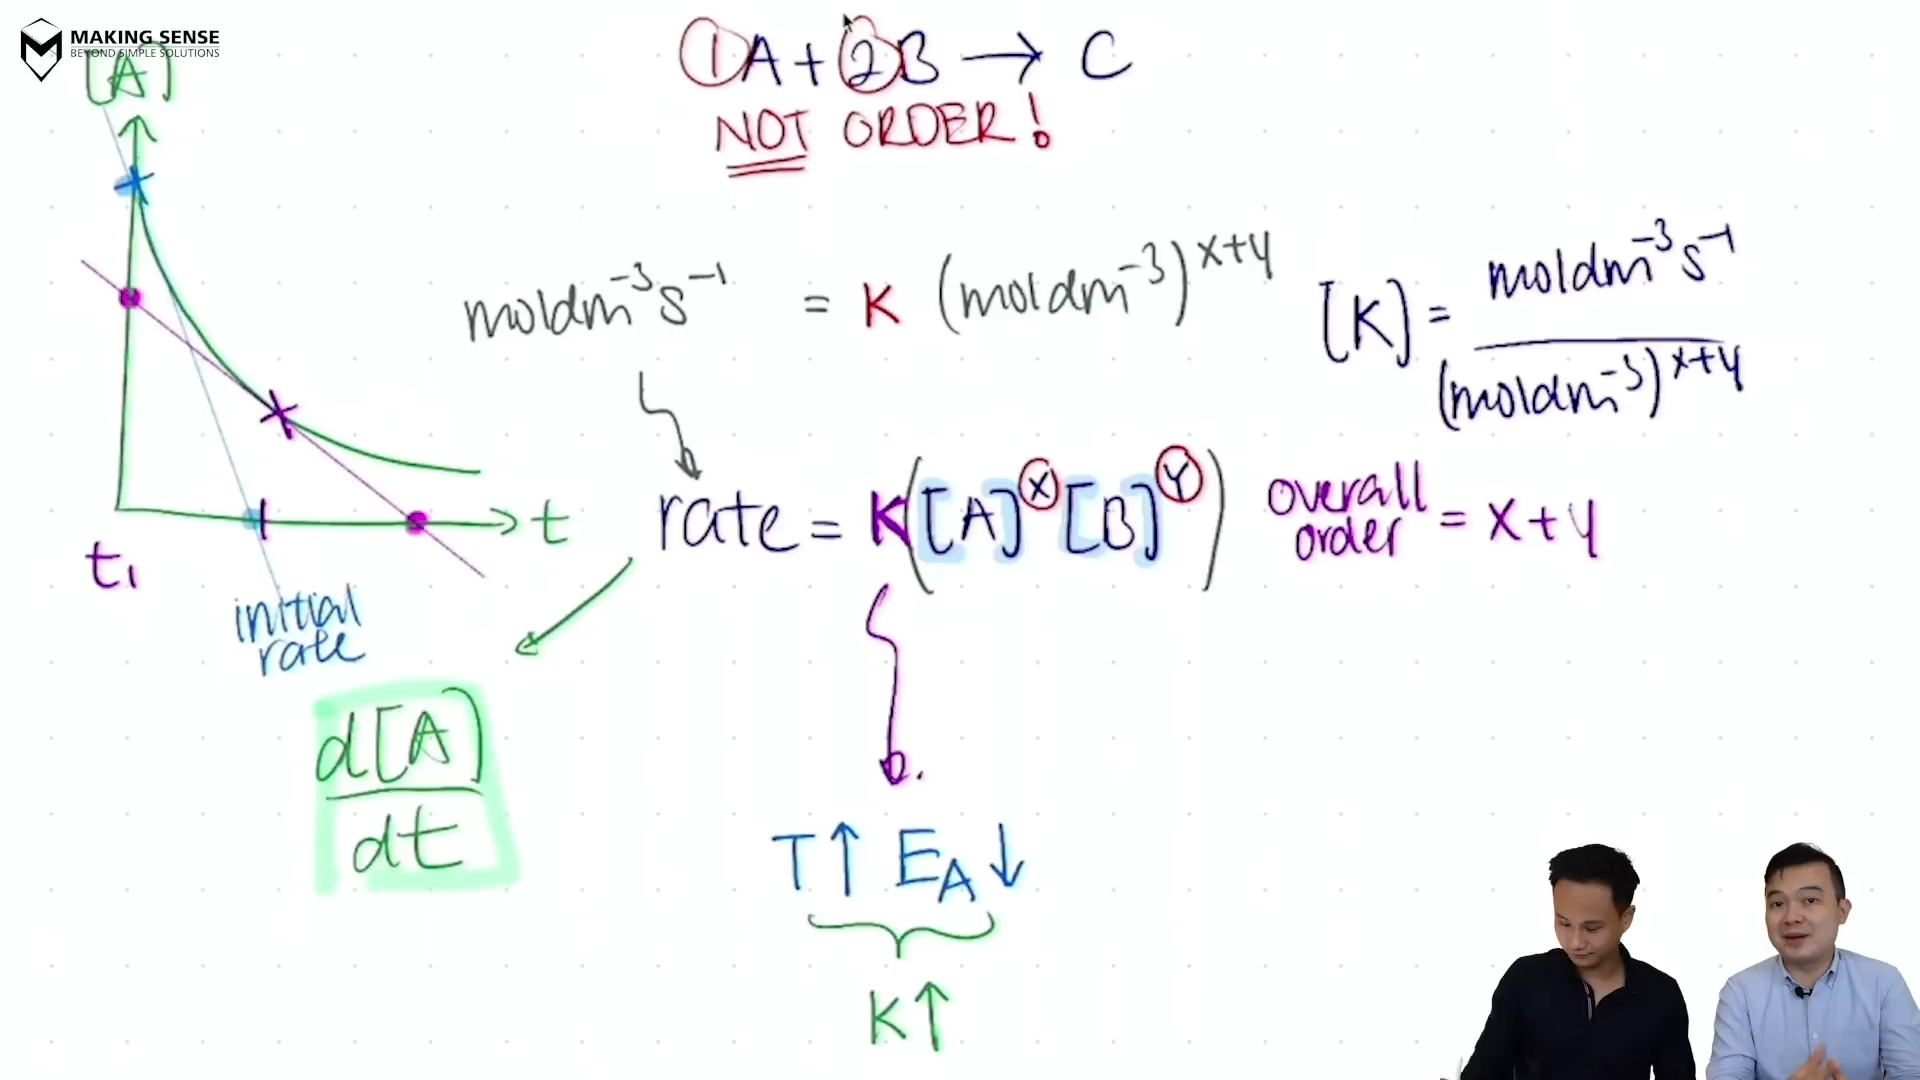 MAKING SENSE
BEYOND SIMPLE SOLUTIONS
[A]
1A + 2B → C
NOT ORDER!
moldm⁻³s⁻¹ = K (moldm⁻³)ˣ⁺ʸ
[K] = moldm⁻³s⁻¹
(moldm⁻³)ˣ⁺ʸ
rate = K([A]ˣ[B]ʸ)
overall order = x+y
t
t₁
initial
rate
d[A]
dt
T↑ E_A↓
K↑